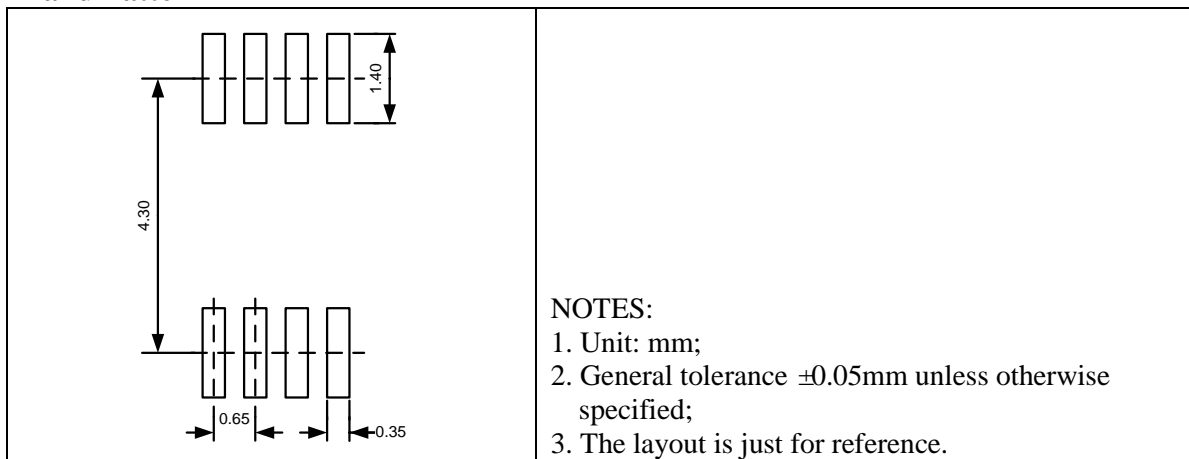 1.40
4.30
0.65
0.35
NOTES:
1. Unit: mm;
2. General tolerance ±0.05mm unless otherwise
specified;
3. The layout is just for reference.